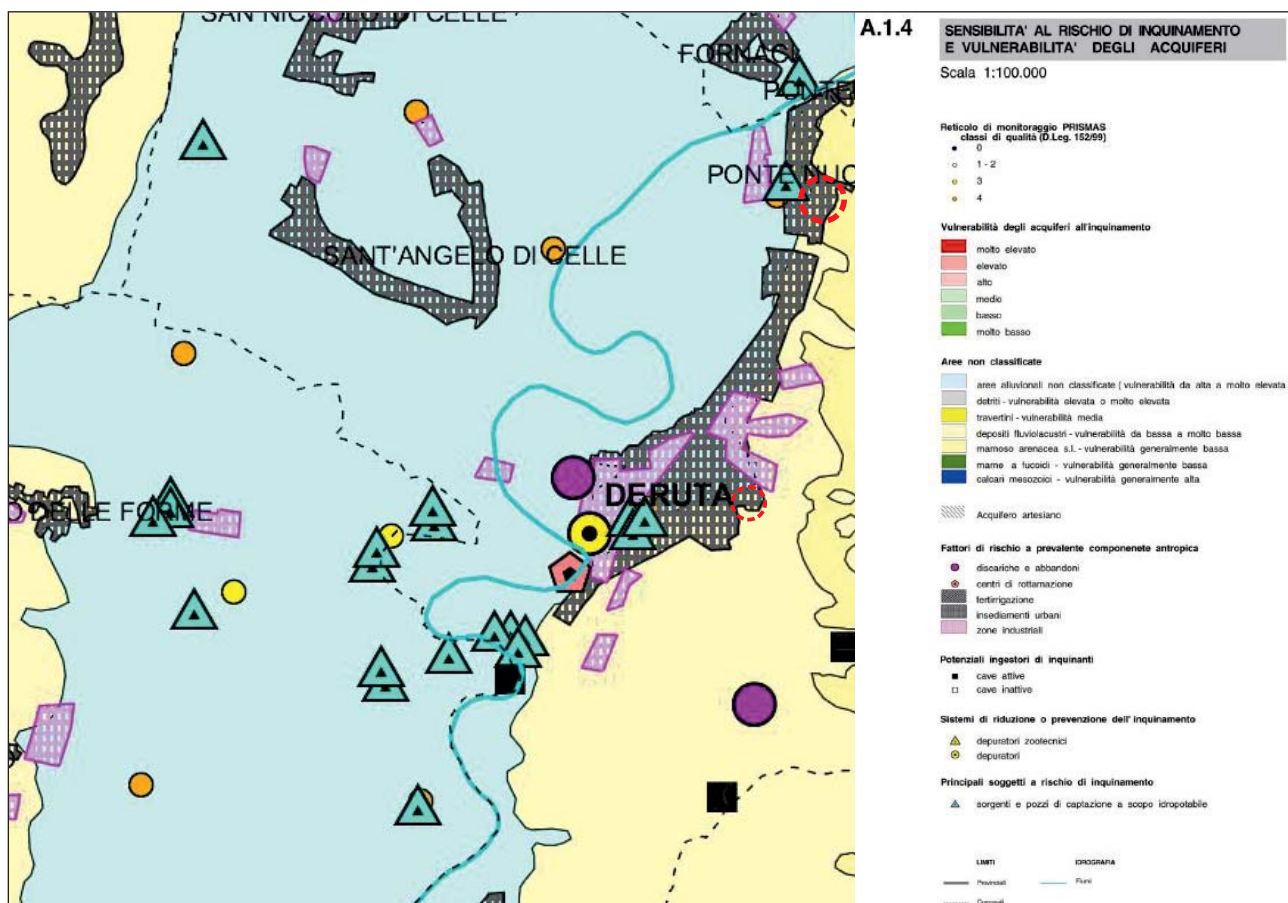 SAN NICCOLO' DI CELLE
FORNACI
PONTE
PONTE NUO
SANT'ANGELO DI CELLE
DERUTA
O DELLE FORME
A.1.4
SENSIBILITA' AL RISCHIO DI INQUINAMENTO
E VULNERABILITA' DEGLI ACQUIFERI
Scala 1:100.000
Reticolo di monitoraggio PRISMAS
classi di qualità (D.Leg. 152/99)
0
1 - 2
3
4
Vulnerabilità degli acquiferi all'inquinamento
molto elevato
elevato
alto
medio
basso
molto basso
Aree non classificate
aree alluvionali non classificate ( vulnerabilità da alta a molto elevata
detriti - vulnerabilità elevata o molto elevata
travertini - vulnerabilità media
depositi fluviolacustri - vulnerabilità da bassa a molto bassa
marnoso arenacea s.l. - vulnerabilità generalmente bassa
marne a fucoidi - vulnerabilità generalmente bassa
calcari mesozoici - vulnerabilità generalmente alta
Acquifero artesiano
Fattori di rischio a prevalente componenete antropica
discariche e abbandoni
centri di rottamazione
fertirrigazione
insediamenti urbani
zone industriali
Potenziali ingestori di inquinanti
cave attive
cave inattive
Sistemi di riduzione o prevenzione dell'inquinamento
depuratori zootecnici
depuratori
Principali soggetti a rischio di inquinamento
sorgenti e pozzi di captazione a scopo idropotabile
LIMITI IDROGRAFIA
Provinciali Fiumi
Comunali